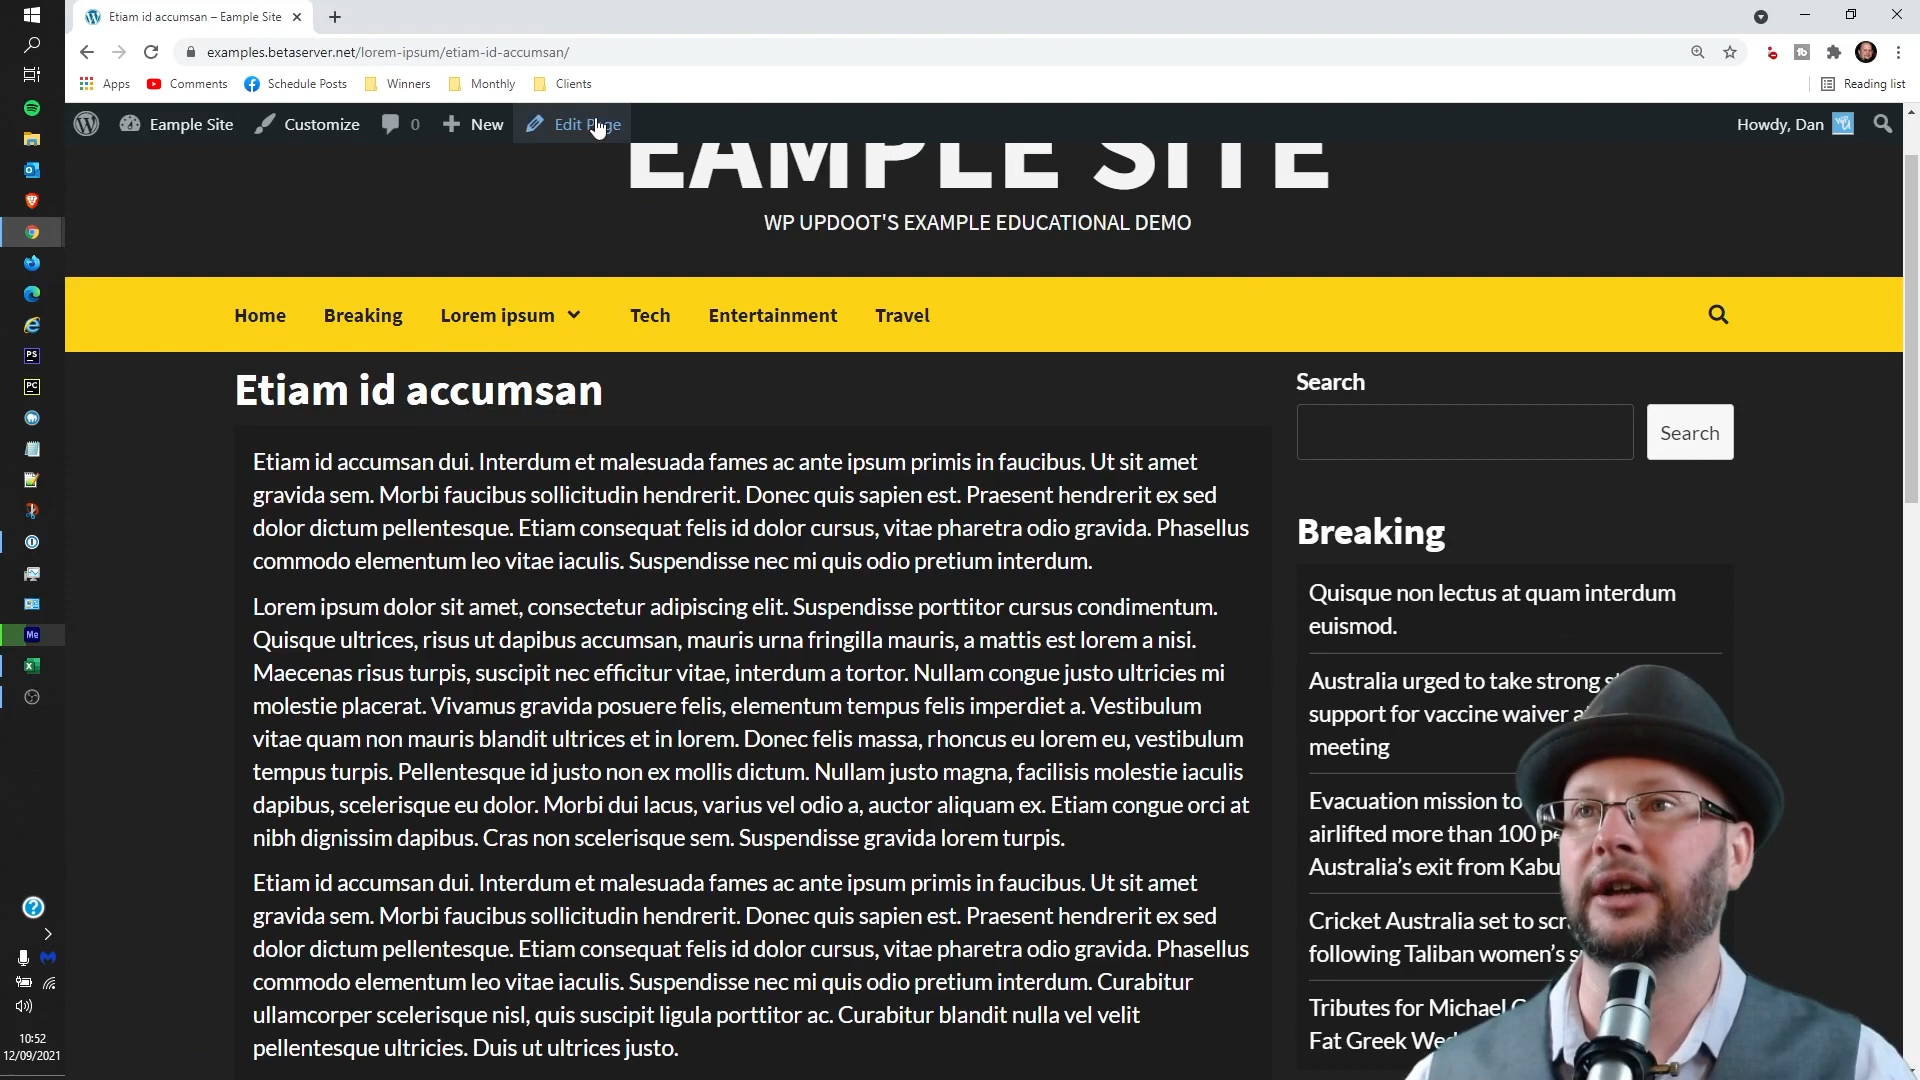 Etiam id accumsan – Eample Site
examples.betaserver.net/lorem-ipsum/etiam-id-accumsan/
Apps Comments Schedule Posts Winners Monthly Clients Reading list
Eample Site Customize 0 New Edit Page Howdy, Dan
EAMPLE SITE
WP UPDOOT'S EXAMPLE EDUCATIONAL DEMO
Home Breaking Lorem ipsum Tech Entertainment Travel
Etiam id accumsan
Etiam id accumsan dui. Interdum et malesuada fames ac ante ipsum primis in faucibus. Ut sit amet
gravida sem. Morbi faucibus sollicitudin hendrerit. Donec quis sapien est. Praesent hendrerit ex sed
dolor dictum pellentesque. Etiam consequat felis id dolor cursus, vitae pharetra odio gravida. Phasellus
commodo elementum leo vitae iaculis. Suspendisse nec mi quis odio pretium interdum.
Lorem ipsum dolor sit amet, consectetur adipiscing elit. Suspendisse porttitor cursus condimentum.
Quisque ultrices, risus ut dapibus accumsan, mauris urna fringilla mauris, a mattis est lorem a nisi.
Maecenas risus turpis, suscipit nec efficitur vitae, interdum a tortor. Nullam congue justo ultricies mi
molestie placerat. Vivamus gravida posuere felis, elementum tempus felis imperdiet a. Vestibulum
vitae quam non mauris blandit ultrices et in lorem. Donec felis massa, rhoncus eu lorem eu, vestibulum
tempus turpis. Pellentesque id justo non ex mollis dictum. Nullam justo magna, facilisis molestie iaculis
dapibus, scelerisque eu dolor. Morbi dui lacus, varius vel odio a, auctor aliquam ex. Etiam congue orci at
nibh dignissim dapibus. Cras non scelerisque sem. Suspendisse gravida lorem turpis.
Etiam id accumsan dui. Interdum et malesuada fames ac ante ipsum primis in faucibus. Ut sit amet
gravida sem. Morbi faucibus sollicitudin hendrerit. Donec quis sapien est. Praesent hendrerit ex sed
dolor dictum pellentesque. Etiam consequat felis id dolor cursus, vitae pharetra odio gravida. Phasellus
commodo elementum leo vitae iaculis. Suspendisse nec mi quis odio pretium interdum. Curabitur
ullamcorper scelerisque nisl, quis suscipit ligula porttitor ac. Curabitur blandit nulla vel velit
pellentesque ultricies. Duis ut ultrices justo.
Search
Search
Breaking
Quisque non lectus at quam interdum
euismod.
Australia urged to take strong
support for vaccine waiver
meeting
Evacuation mission to
airlifted more than 100
Australia's exit from
Cricket Australia set to
following Taliban women's
Tributes for Michael
Fat Greek
PS
PC
Me
10:52
12/09/2021